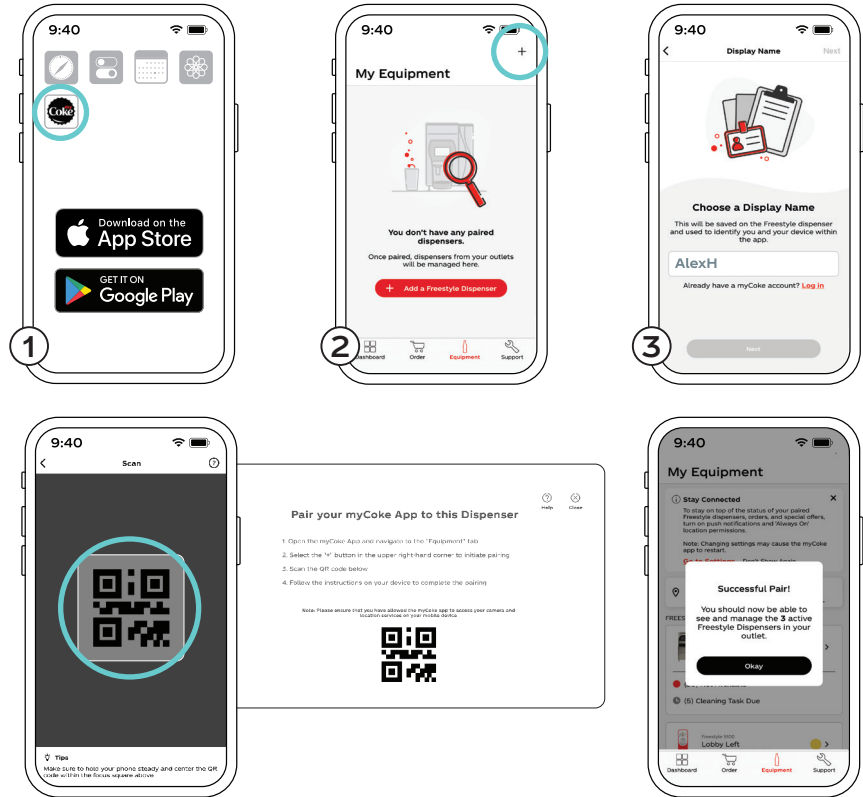 9:40
Coke
Download on the
App Store
GET IT ON
Google Play
1
9:40
+
My Equipment
You don't have any paired
dispensers.
Once paired, dispensers from your outlets
will be managed here.
+ Add a Freestyle Dispenser
Dashboard Order Equipment Support
2
9:40
Display Name Next
Choose a Display Name
This will be saved on the Freestyle dispenser
and used to identify you and your device within
the app.
AlexH
Already have a myCoke account? Log in
Next
3
9:40
Scan ?
Tips
Make sure to hold your phone steady and center the QR
code within the focus square above
Help Close
Pair your myCoke App to this Dispenser
1. Open the myCoke App and navigate to the "Equipment" tab
2. Select the "+" button in the upper right-hand corner to initiate pairing
3. Scan the QR code below
4. Follow the instructions on your device to complete the pairing
Note: Please ensure that you have allowed the myCoke app to access your camera and
location services on your mobile device
9:40
My Equipment
Stay Connected
To stay on top of the status of your paired
Freestyle dispensers, orders, and special offers,
turn on push notifications and 'Always On'
location permissions.
Note: Changing settings may cause the myCoke
app to restart.
Go to Settings Don't Show Again
Successful Pair!
You should now be able to
see and manage the 3 active
Freestyle Dispensers in your
outlet.
Okay
(5) Cleaning Task Due
Freestyle 9100
Lobby Left
Dashboard Order Equipment Support